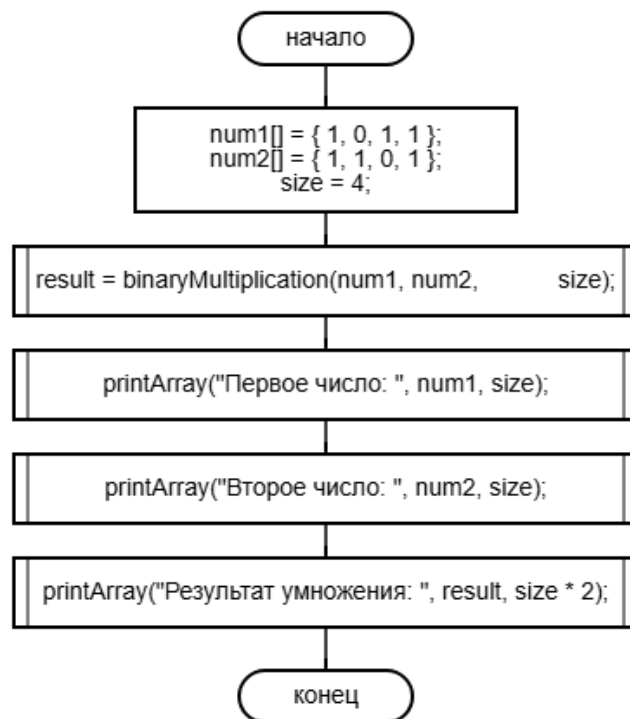 начало
num1[] = { 1, 0, 1, 1 };
num2[] = { 1, 1, 0, 1 };
size = 4;
result = binaryMultiplication(num1, num2, size);
printArray("Первое число: ", num1, size);
printArray("Второе число: ", num2, size);
printArray("Результат умножения: ", result, size * 2);
конец